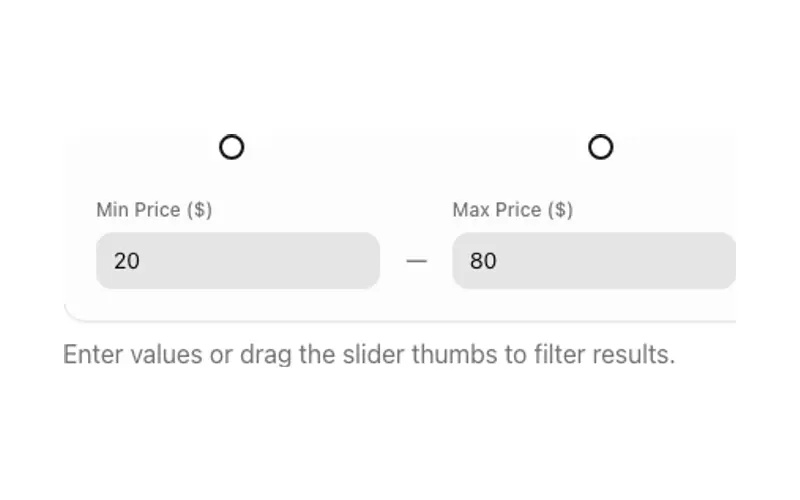 Min Price ($)
Max Price ($)
20 — 80
Enter values or drag the slider thumbs to filter results.